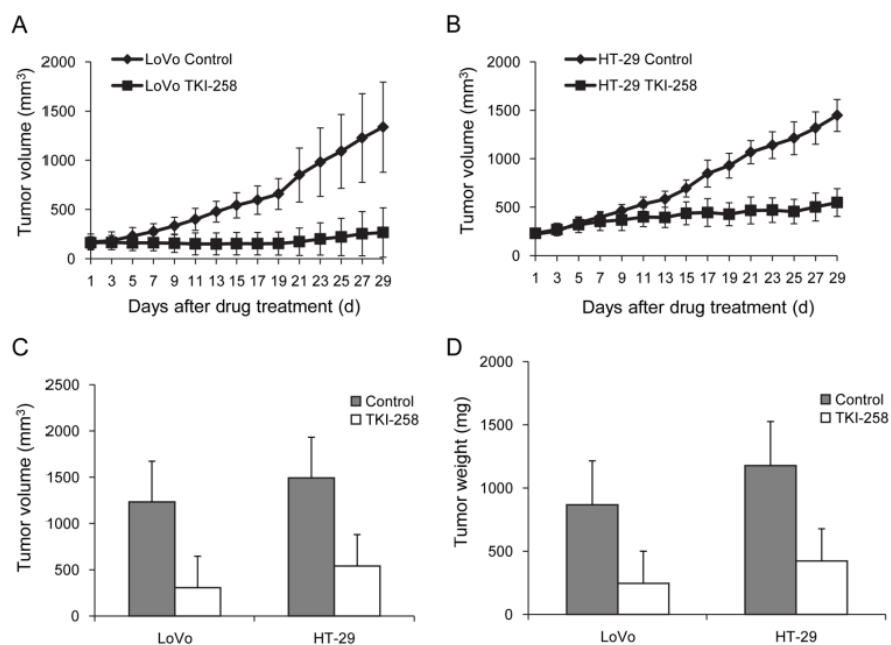 A
Tumor volume (mm³)
2000
1500
1000
500
0
LoVo Control
LoVo TKI-258
1 3 5 7 9 11 13 15 17 19 21 23 25 27 29
Days after drug treatment (d)
B
Tumor volume (mm³)
2000
1500
1000
500
0
HT-29 Control
HT-29 TKI-258
1 3 5 7 9 11 13 15 17 19 21 23 25 27 29
Days after drug treatment (d)
C
Tumor volume (mm³)
2500
2000
1500
1000
500
0
Control
TKI-258
LoVo HT-29
D
Tumor weight (mg)
2000
1500
1000
500
0
Control
TKI-258
LoVo HT-29